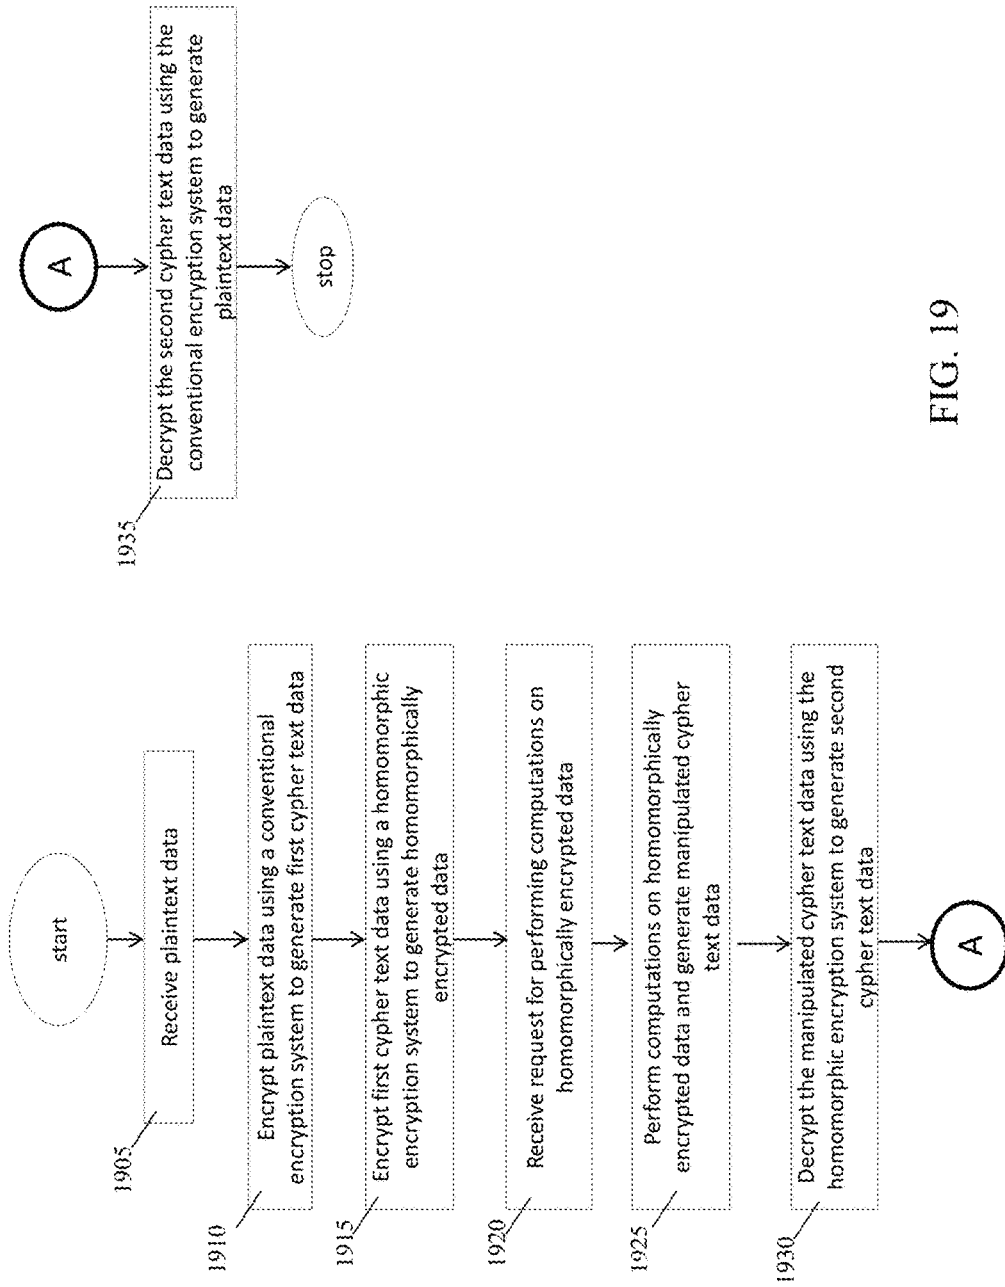 start
1905
Receive plaintext data
1910
Encrypt plaintext data using a conventional
encryption system to generate first cypher text data
1915
Encrypt first cypher text data using a homomorphic
encryption system to generate homomorphically
encrypted data
1920
Receive request for performing computations on
homomorphically encrypted data
1925
Perform computations on homomorphically
encrypted data and generate manipulated cypher
text data
1930
Decrypt the manipulated cypher text data using the
homomorphic encryption system to generate second
cypher text data
A
A
1935
Decrypt the second cypher text data using the
conventional encryption system to generate
plaintext data
stop
FIG. 19